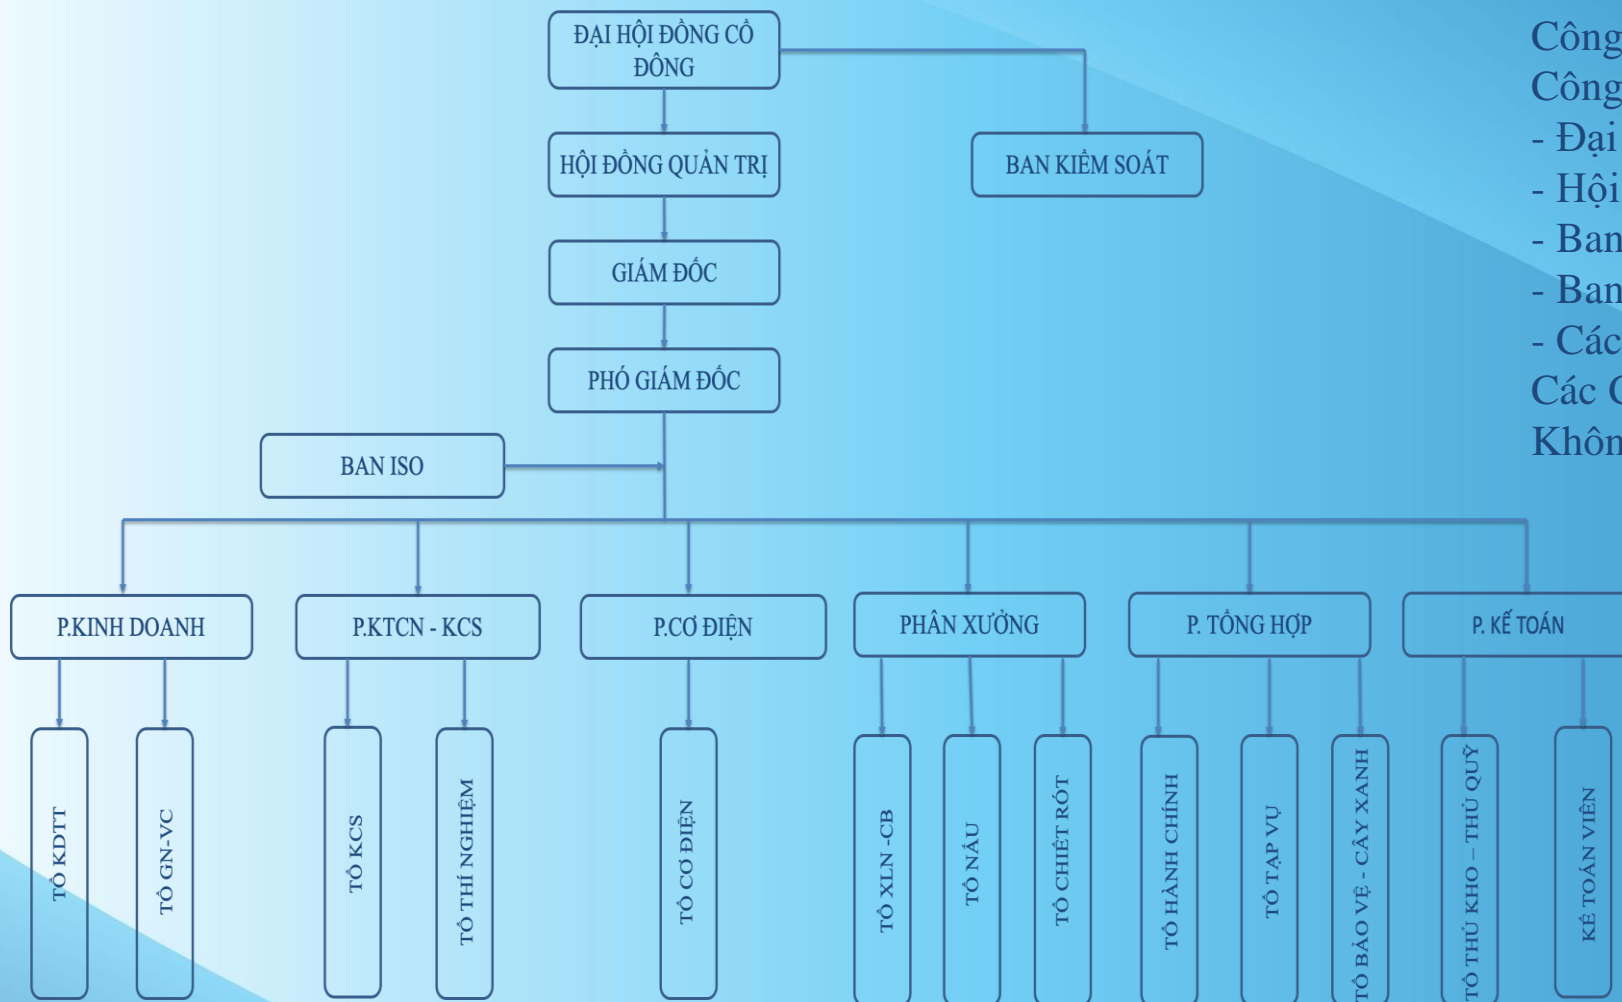 ĐẠI HỘI ĐỒNG CỔ
ĐÔNG
HỘI ĐỒNG QUẢN TRỊ
BAN KIỂM SOÁT
GIÁM ĐỐC
PHÓ GIÁM ĐỐC
BAN ISO
P.KINH DOANH
P.KTCN - KCS
P.CƠ ĐIỆN
PHÂN XƯỞNG
P. TỔNG HỢP
P. KẾ TOÁN
TỔ KDTT
TỔ GN-VC
TỔ KCS
TỔ THÍ NGHIỆM
TỔ CƠ ĐIỆN
TỔ XLN -CB
TỔ NẤU
TỔ CHIẾT RÓT
TỔ HÀNH CHÍNH
TỔ TẠP VỤ
TỔ BẢO VỆ - CÂY XANH
TỔ THỦ KHO – THỦ QUỸ
KẾ TOÁN VIÊN
Công
Công
- Đại
- Hội
- Ban
- Ban
- Các
Các